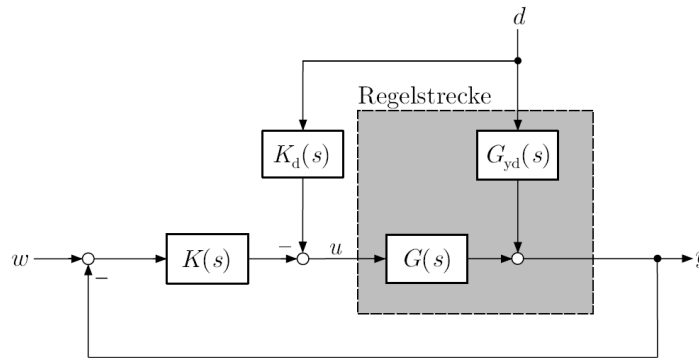 d
Regelstrecke
K_d(s)
G_yd(s)
w
−
K(s)
−
u
G(s)